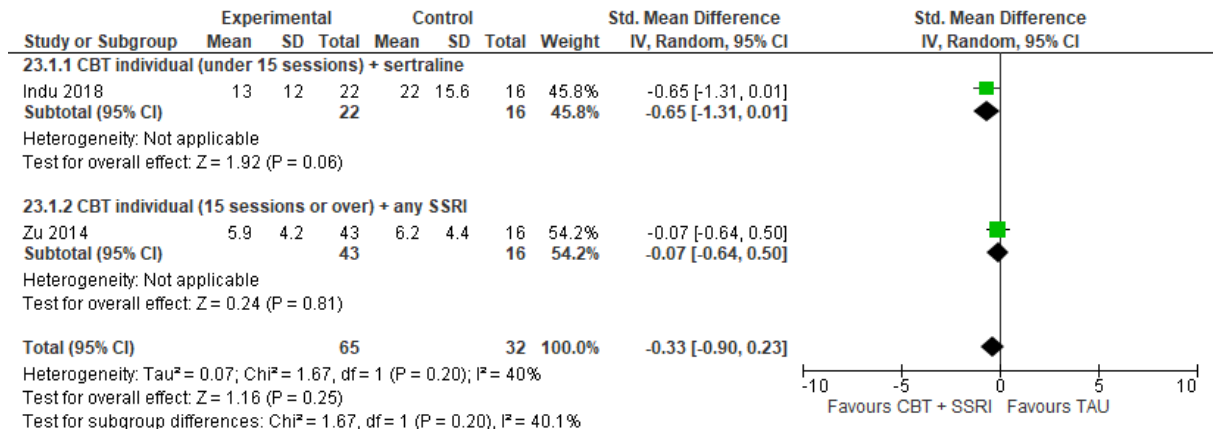 Experimental Control Std. Mean Difference Std. Mean Difference
Study or Subgroup Mean SD Total Mean SD Total Weight IV, Random, 95% CI IV, Random, 95% CI
23.1.1 CBT individual (under 15 sessions) + sertraline
Indu 2018 13 12 22 22 15.6 16 45.8% -0.65 [-1.31, 0.01]
Subtotal (95% CI) 22 16 45.8% -0.65 [-1.31, 0.01]
Heterogeneity: Not applicable
Test for overall effect: Z = 1.92 (P = 0.06)
23.1.2 CBT individual (15 sessions or over) + any SSRI
Zu 2014 5.9 4.2 43 6.2 4.4 16 54.2% -0.07 [-0.64, 0.50]
Subtotal (95% CI) 43 16 54.2% -0.07 [-0.64, 0.50]
Heterogeneity: Not applicable
Test for overall effect: Z = 0.24 (P = 0.81)
Total (95% CI) 65 32 100.0% -0.33 [-0.90, 0.23]
Heterogeneity: Tau² = 0.07; Chi² = 1.67, df = 1 (P = 0.20); I² = 40%
Test for overall effect: Z = 1.16 (P = 0.25)
Test for subgroup differences: Chi² = 1.67, df = 1 (P = 0.20), I² = 40.1%
-10 -5 0 5 10
Favours CBT + SSRI Favours TAU